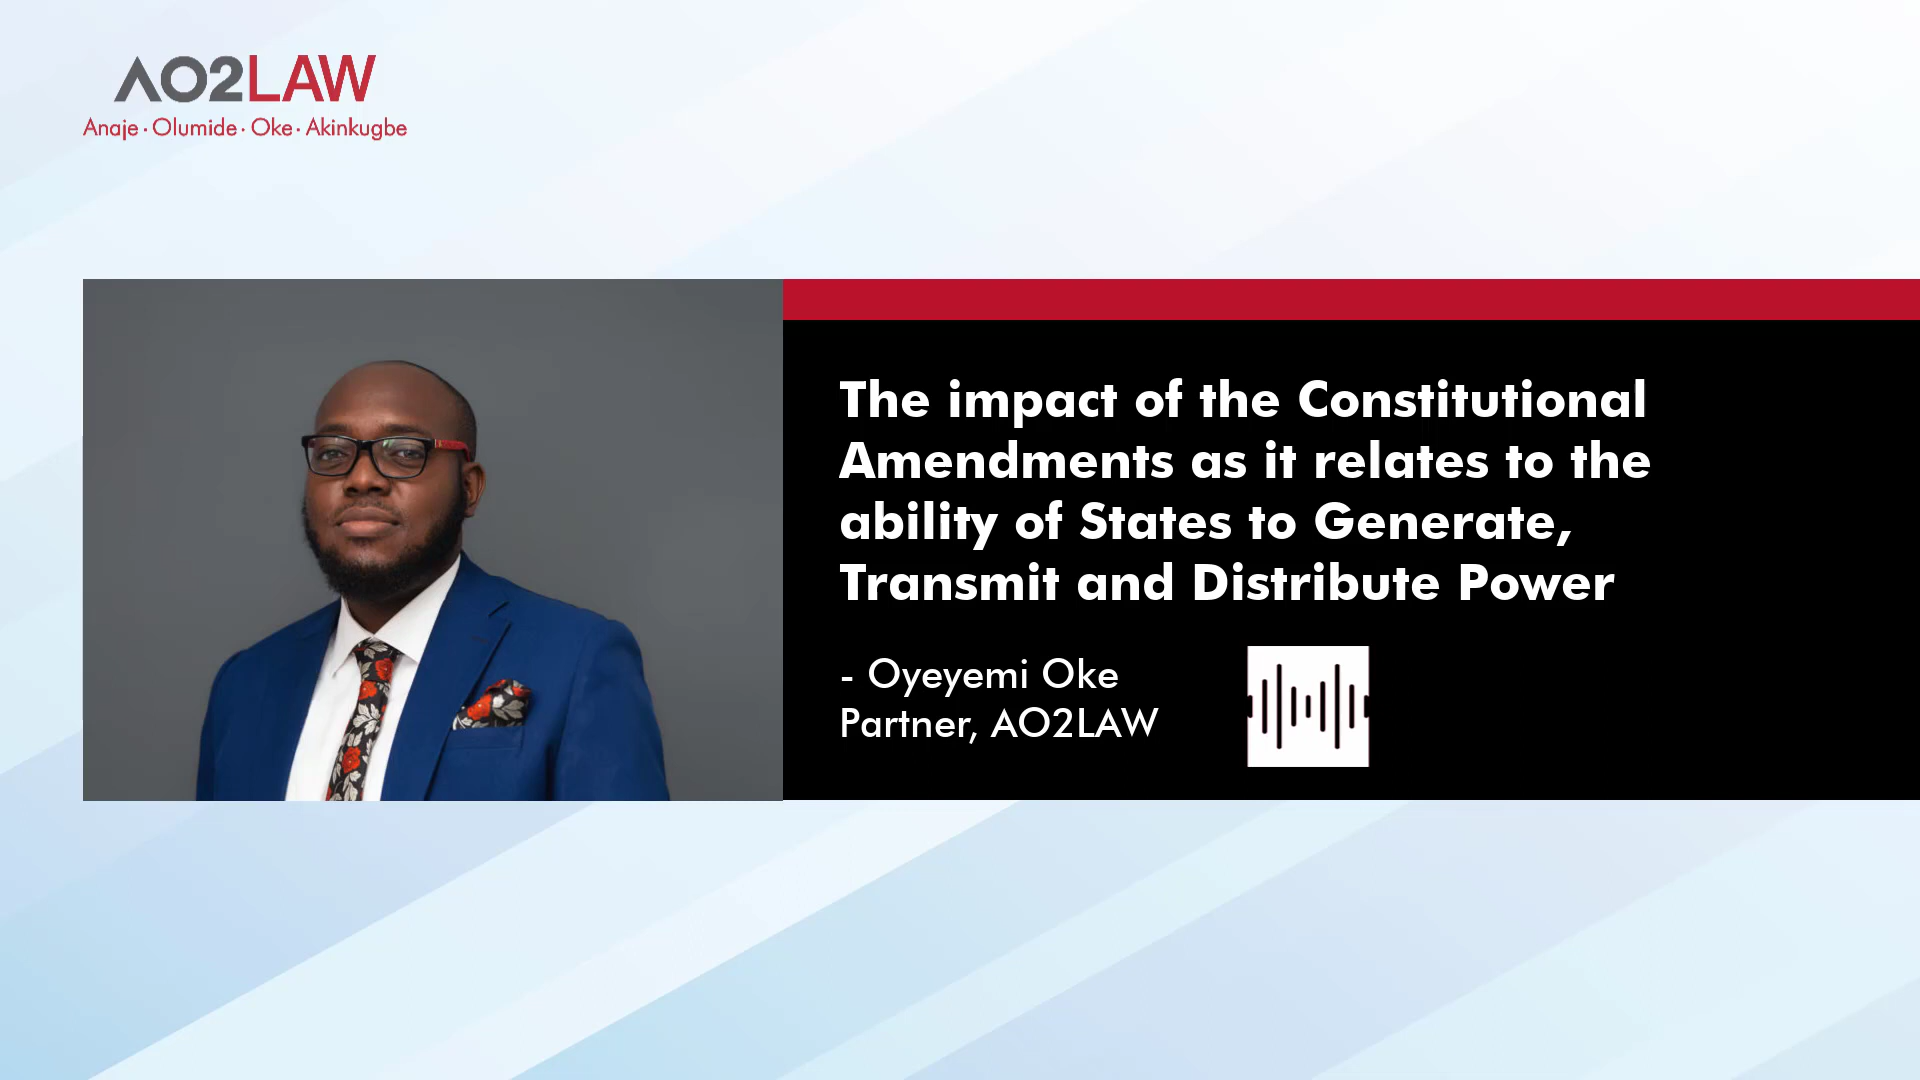 AO2LAW
Anaje · Olumide · Oke · Akinkugbe
The impact of the Constitutional
Amendments as it relates to the
ability of States to Generate,
Transmit and Distribute Power
- Oyeyemi Oke
Partner, AO2LAW